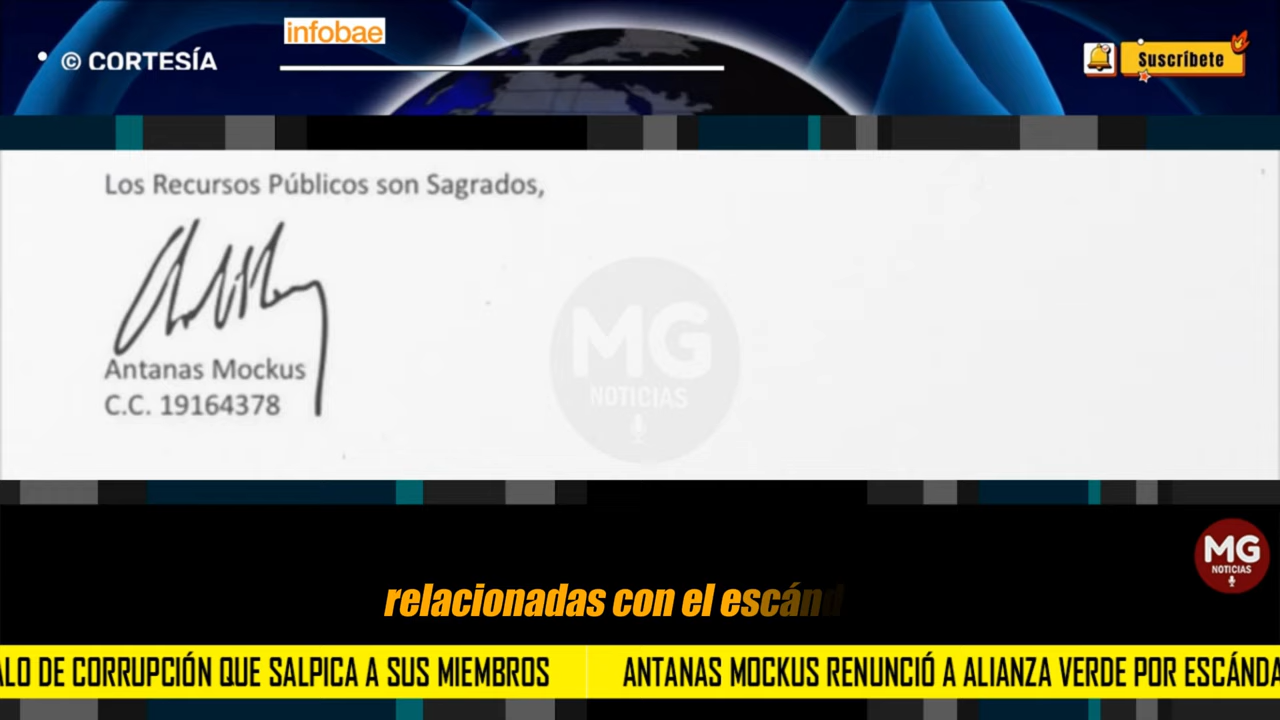 infobae
© CORTESÍA
Suscríbete
Los Recursos Públicos son Sagrados,
Antanas Mockus
C.C. 19164378
MG
NOTICIAS
MG
NOTICIAS
relacionadas con el escánd
ALO DE CORRUPCIÓN QUE SALPICA A SUS MIEMBROS
ANTANAS MOCKUS RENUNCIÓ A ALIANZA VERDE POR ESCÁNDA